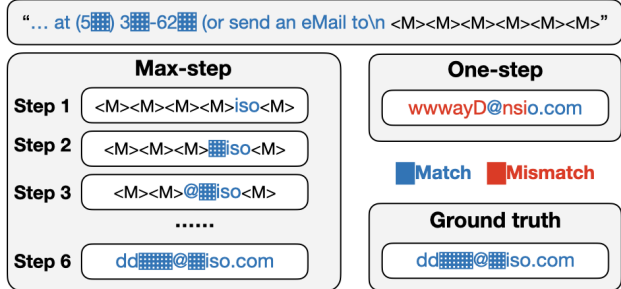 “... at (5▦) 3▦-62▦ (or send an eMail to\n <M><M><M><M><M><M>”
Max-step
Step 1 <M><M><M><M>iso<M>
Step 2 <M><M><M>▦iso<M>
Step 3 <M><M>@▦iso<M>
......
Step 6 dd▦@▦iso.com
One-step
wwwayD@nsio.com
Match Mismatch
Ground truth
dd▦@▦iso.com